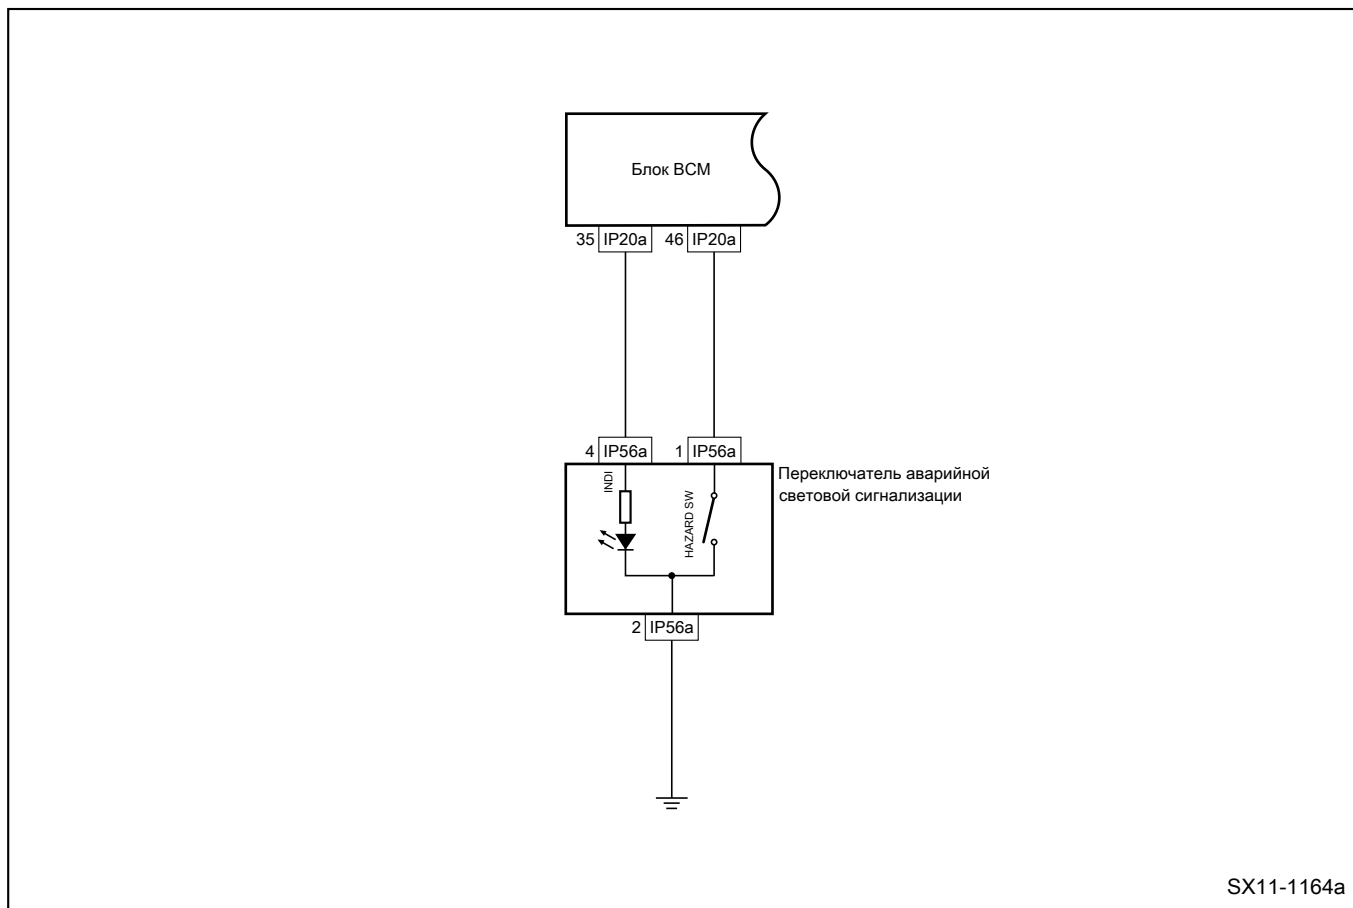 Блок BCM
35 IP20a 46 IP20a
4 IP56a 1 IP56a
Переключатель аварийной
световой сигнализации
INDI
HAZARD SW
2 IP56a
SX11-1164a